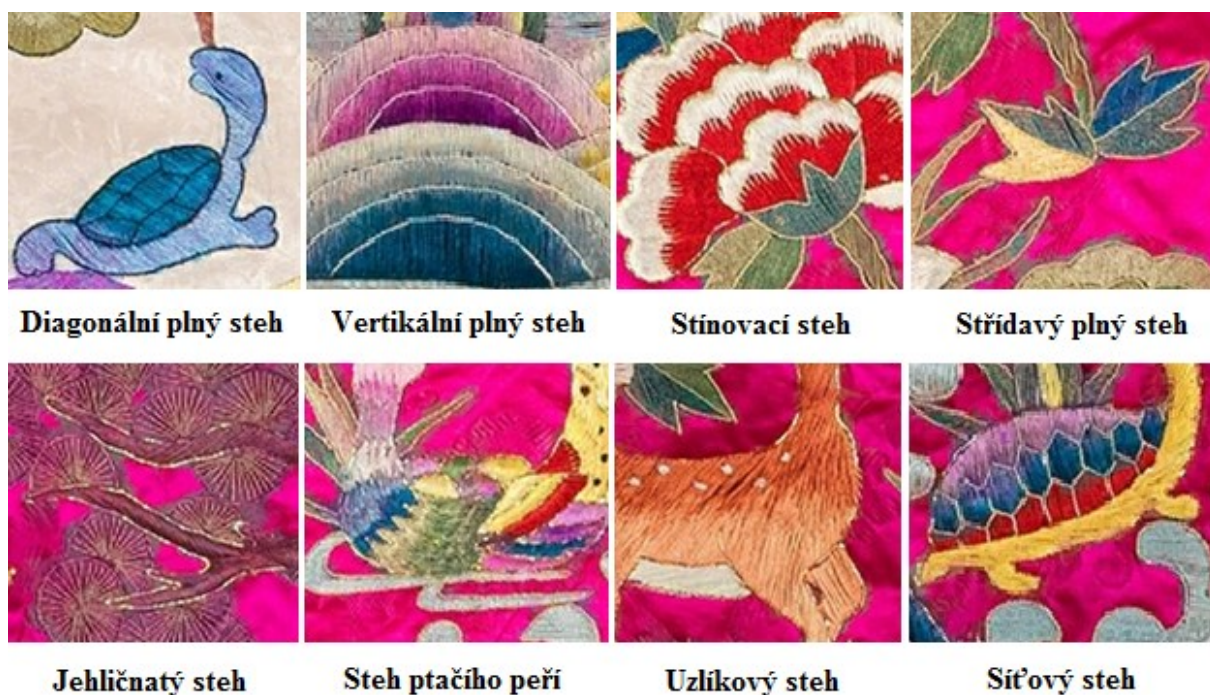 Diagonální plný steh
Vertikální plný steh
Stínovací steh
Střídavý plný steh
Jehličnatý steh
Steh ptačího peří
Uzlíkový steh
Síťový steh